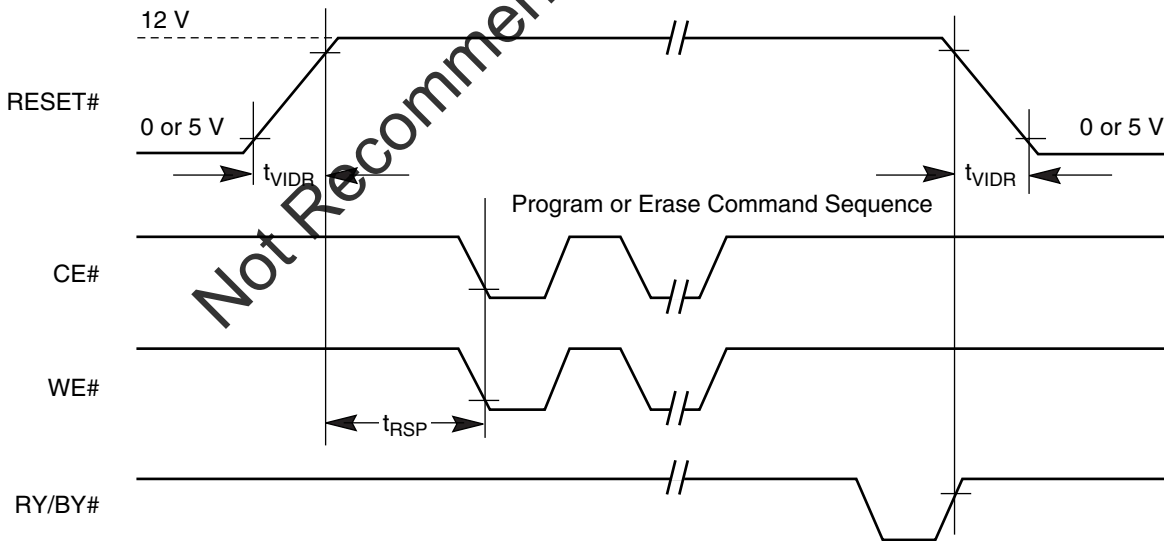 12 V
RESET#
0 or 5 V
0 or 5 V
tVIDR
tVIDR
Program or Erase Command Sequence
CE#
WE#
tRSP
RY/BY#
Not Recommen